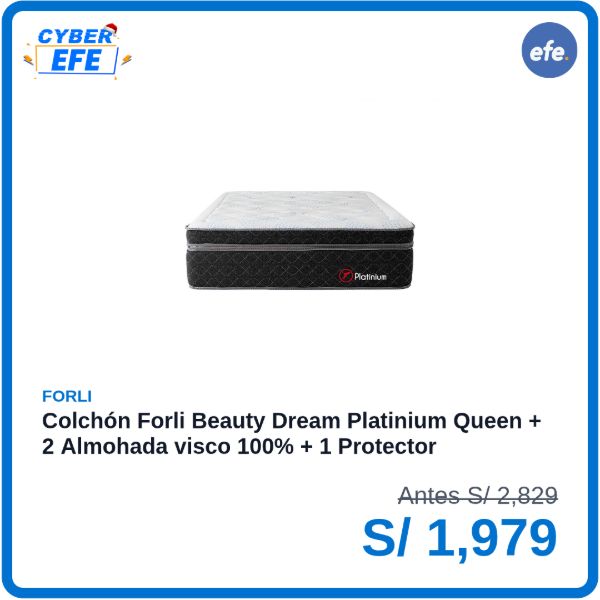 CYBER
EFE
efe.
Platinium
FORLI
Colchón Forli Beauty Dream Platinium Queen +
2 Almohada visco 100% + 1 Protector
Antes S/ 2,829
S/ 1,979